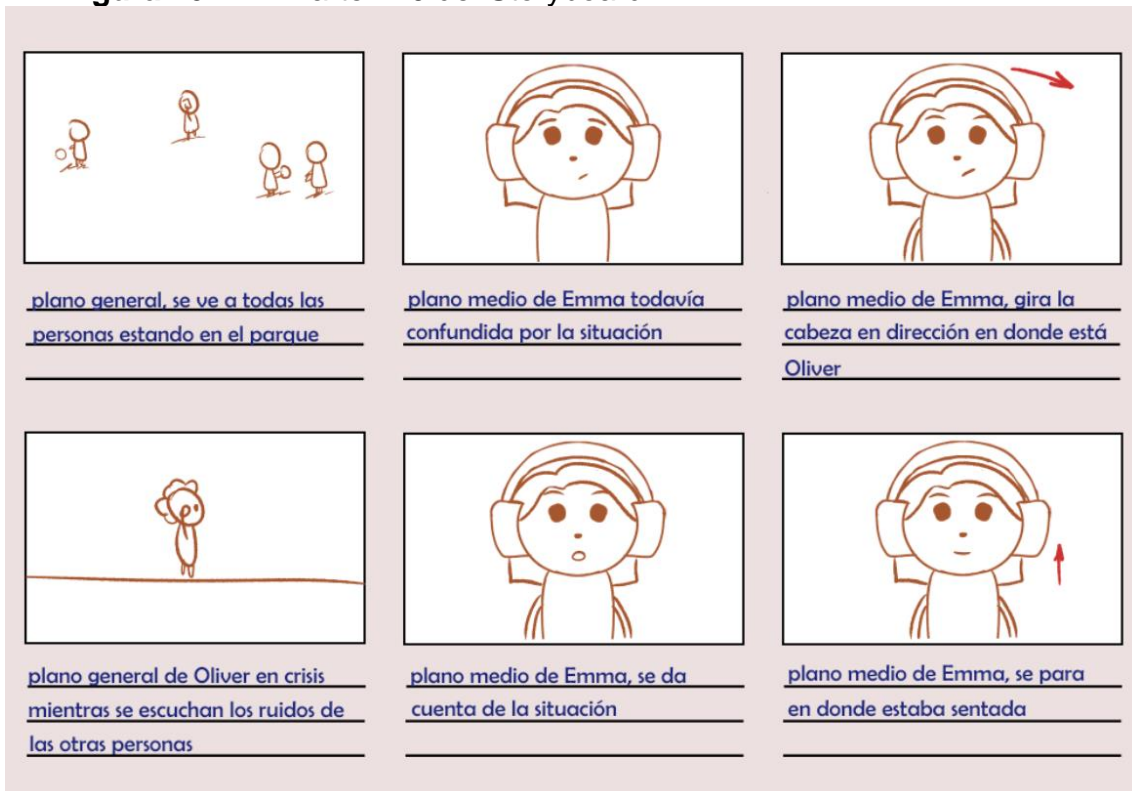 plano general, se ve a todas las
personas estando en el parque
plano medio de Emma todavía
confundida por la situación
plano medio de Emma, gira la
cabeza en dirección en donde está
Oliver
plano general de Oliver en crisis
mientras se escuchan los ruidos de
las otras personas
plano medio de Emma, se da
cuenta de la situación
plano medio de Emma, se para
en donde estaba sentada